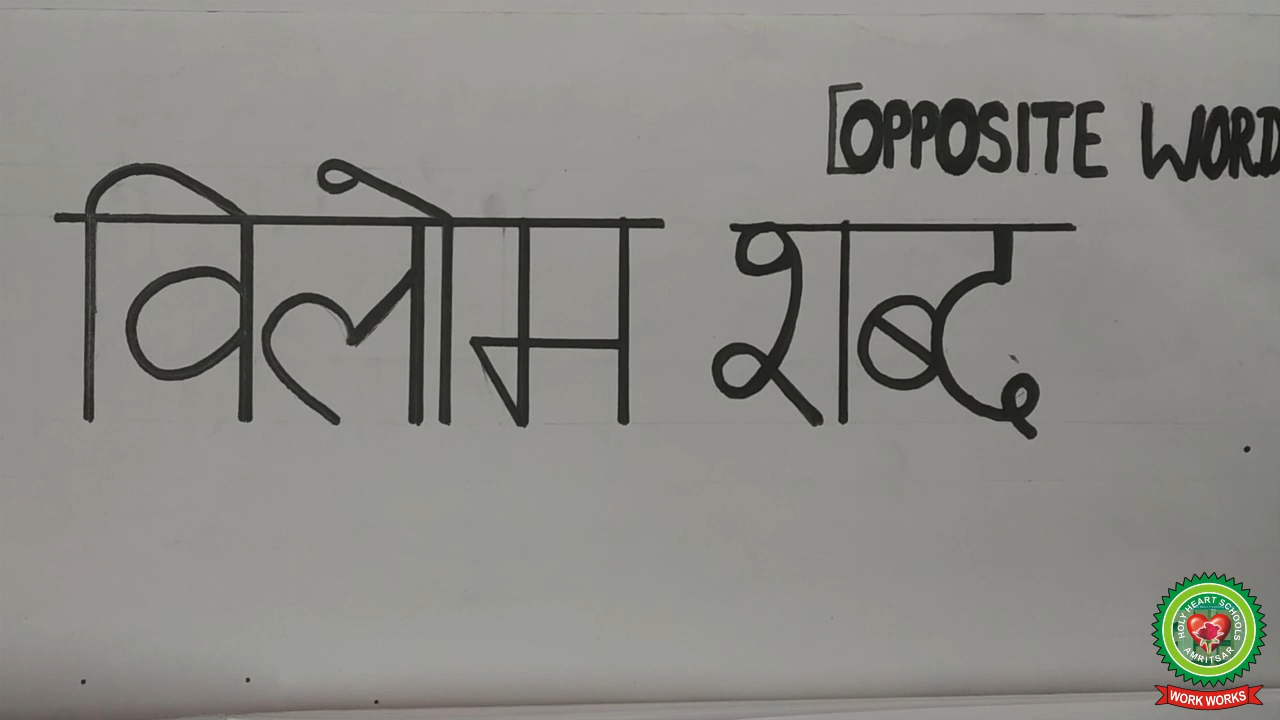 [OPPOSITE WORD
विलोम शब्द
HOLY HEART SCHOOLS
AMRITSAR
WORK WORKS